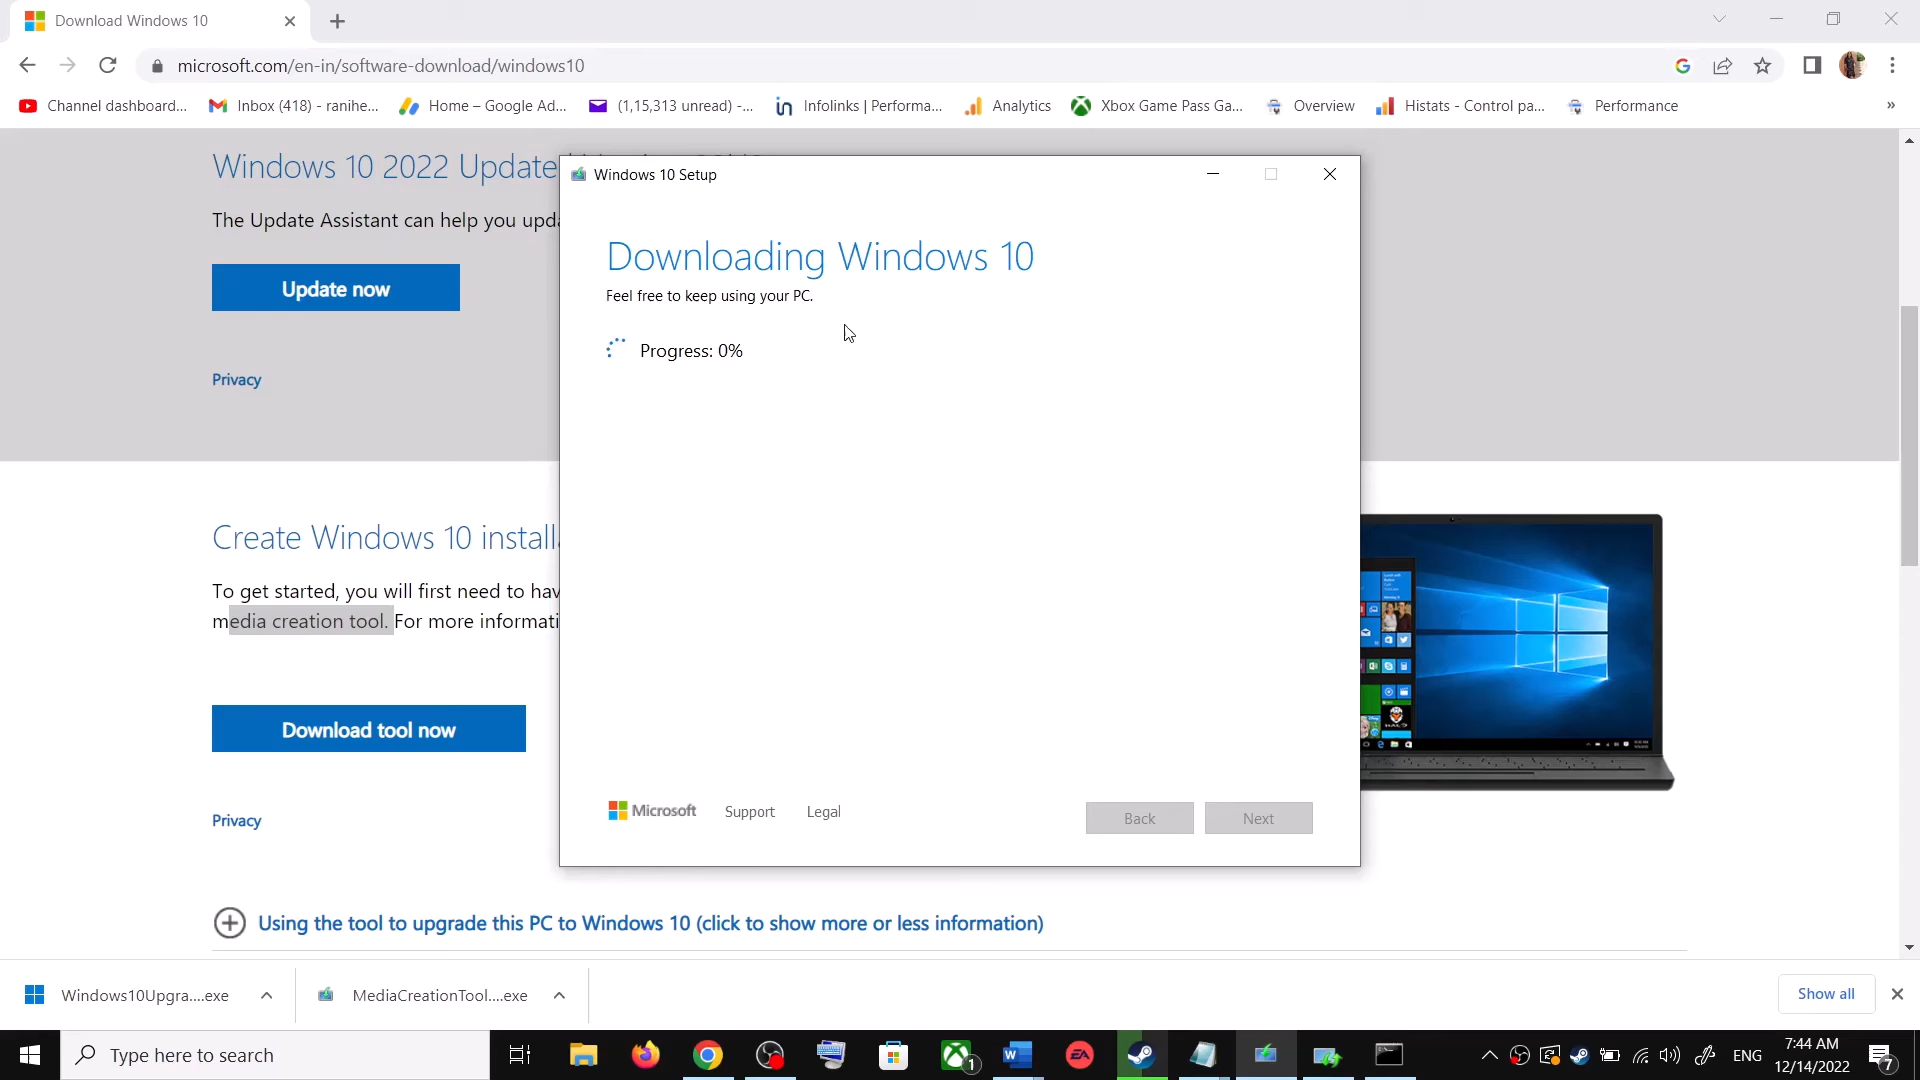 Download Windows 10
microsoft.com/en-in/software-download/windows10
Channel dashboard...
Inbox (418) - ranihe...
Home – Google Ad...
(1,15,313 unread) -...
Infolinks | Performa...
Analytics
Xbox Game Pass Ga...
Overview
Histats - Control pa...
Performance
»
Windows 10 2022 Update
The Update Assistant can help you upda
Update now
Privacy
Windows 10 Setup
Downloading Windows 10
Feel free to keep using your PC.
Progress: 0%
Microsoft
Support
Legal
Back
Next
Create Windows 10 installa
To get started, you will first need to hav
media creation tool. For more informati
Download tool now
Privacy
Using the tool to upgrade this PC to Windows 10 (click to show more or less information)
Windows10Upgra....exe
MediaCreationTool....exe
Show all
Type here to search
1
ENG
7:44 AM
12/14/2022
7